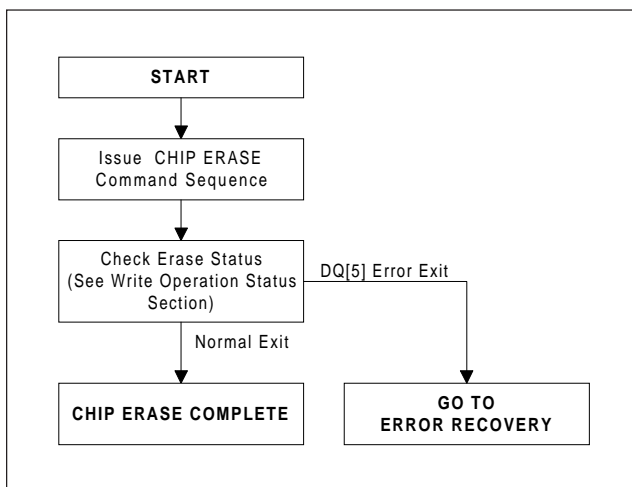 START
Issue CHIP ERASE
Command Sequence
Check Erase Status
(See Write Operation Status
Section)
DQ[5] Error Exit
Normal Exit
CHIP ERASE COMPLETE
GO TO
ERROR RECOVERY